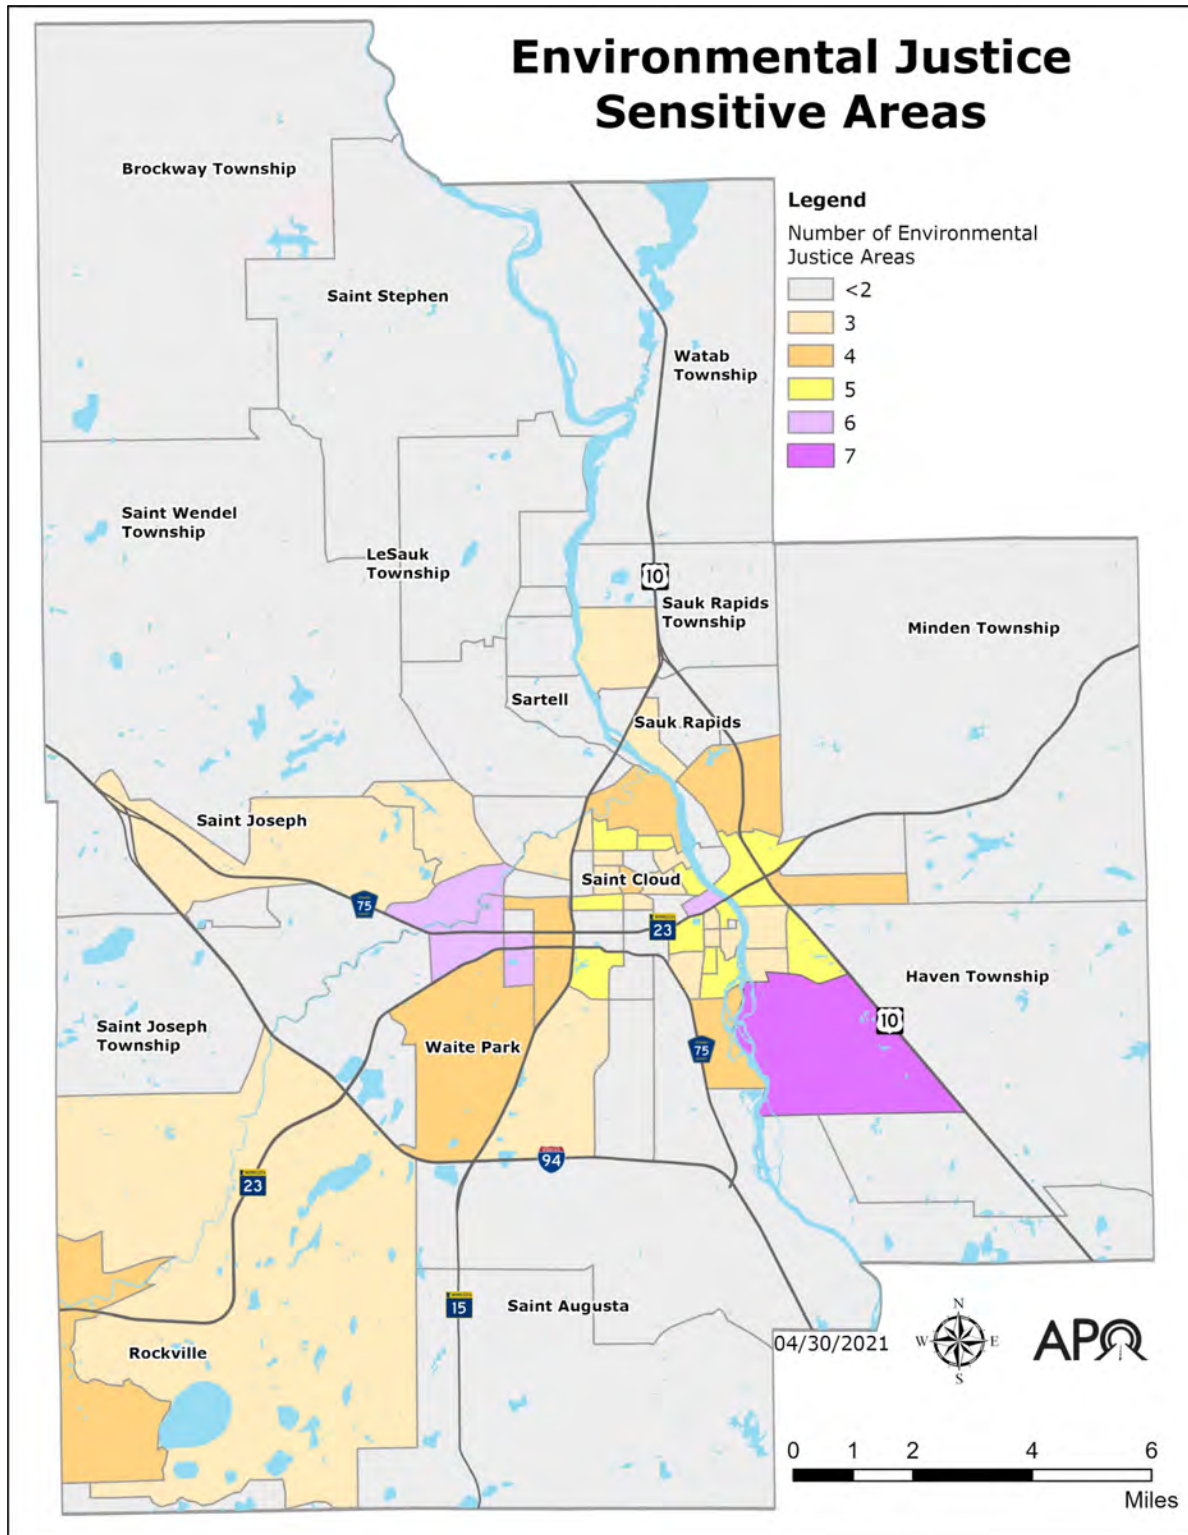 Environmental Justice
Sensitive Areas
Legend
Number of Environmental
Justice Areas
<2
3
4
5
6
7
Brockway Township
Saint Stephen
Watab
Township
Saint Wendel
Township
LeSauk
Township
10
Sauk Rapids
Township
Minden Township
Sartell
Sauk Rapids
Saint Joseph
Saint Cloud
75
23
Haven Township
10
Saint Joseph
Township
Waite Park
75
94
23
15
Saint Augusta
Rockville
04/30/2021
N
W
E
S
APO
0 1 2 4 6
Miles